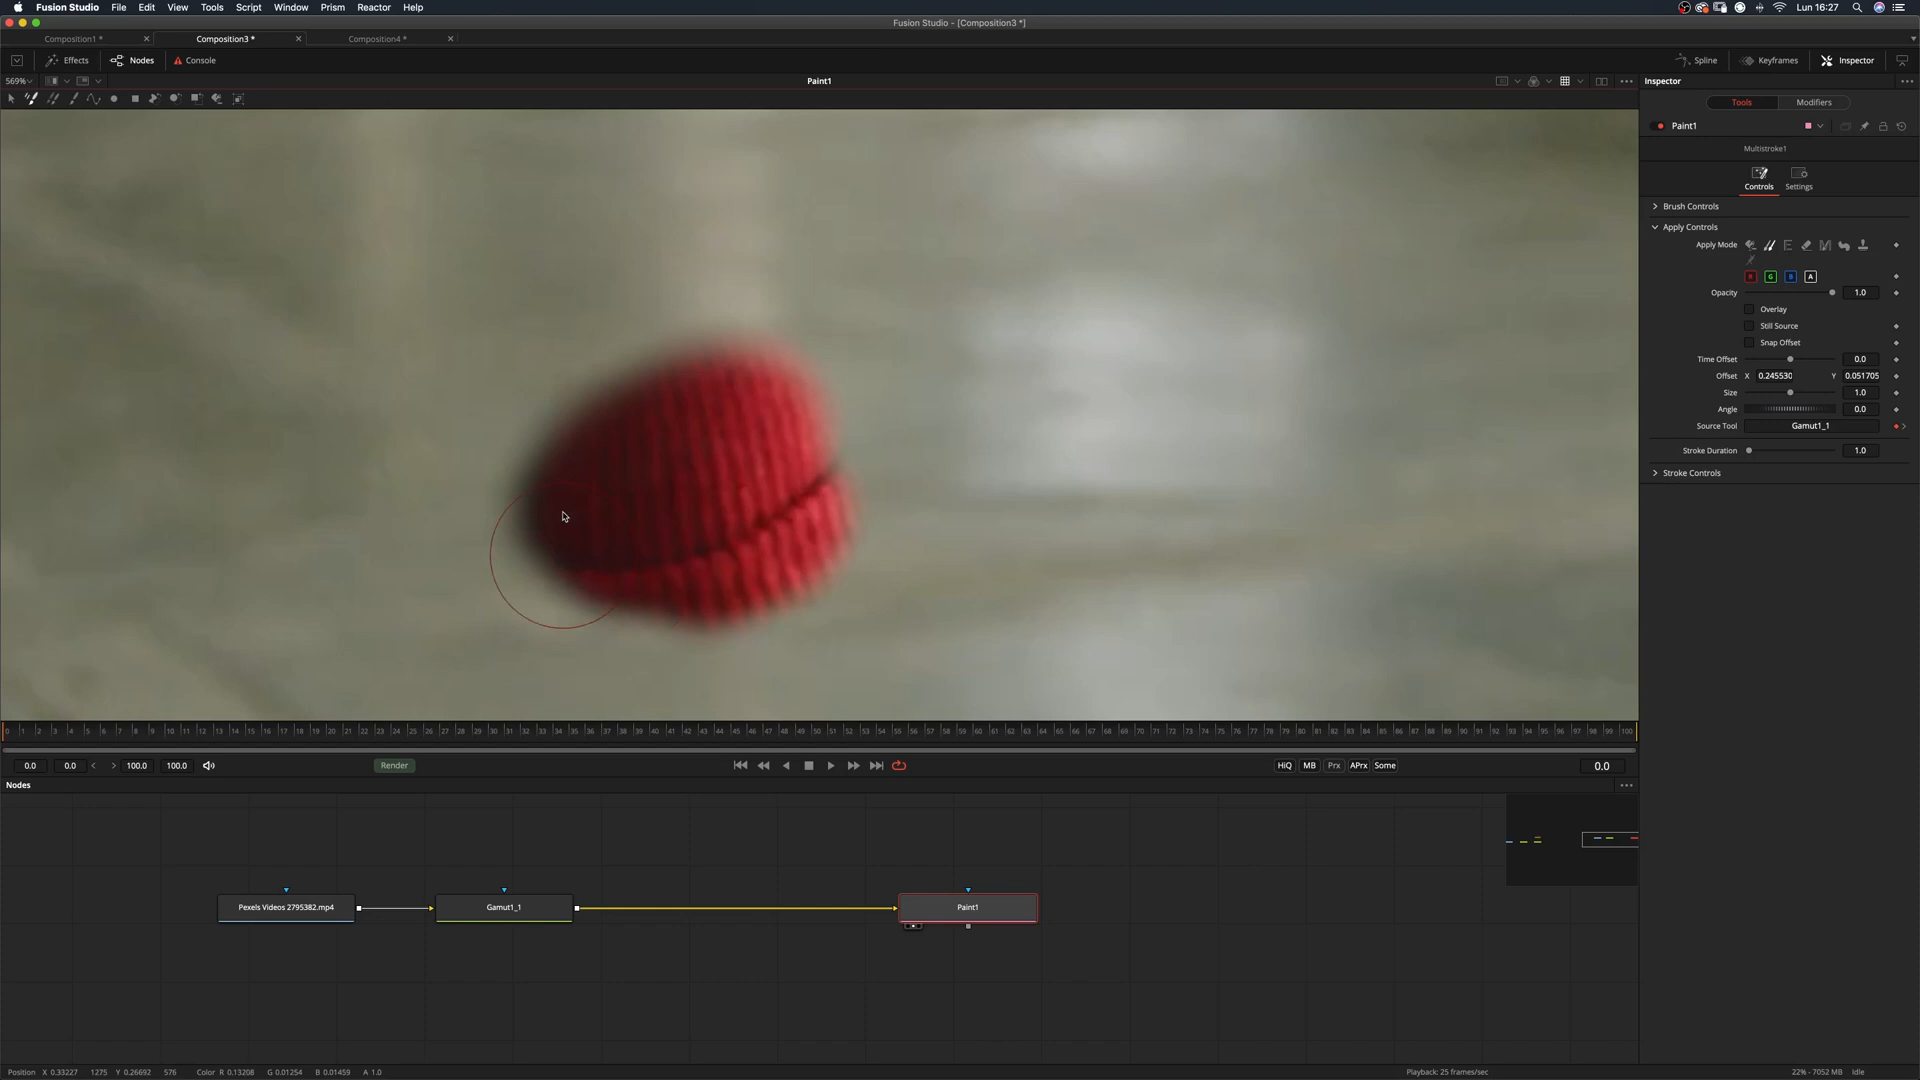 Fusion Studio File Edit View Tools Script Window Prism Reactor Help Lun 16:27
Fusion Studio - [Composition3 *]
Composition1 * Composition3 * Composition4 *
Effects Nodes Console Spline Keyframes Inspector
569% Paint1 Inspector
Tools Modifiers
Paint1
Multistroke1
Controls Settings
Brush Controls
Apply Controls
Apply Mode
R G B A
Opacity 1.0
Overlay
Still Source
Snap Offset
Time Offset 0.0
Offset X 0.245530 Y 0.051705
Size 1.0
Angle 0.0
Source Tool Gamut1_1
Stroke Duration 1.0
Stroke Controls
0.0 0.0 100.0 100.0 Render HiQ MB Prx APrx Some 0.0
Nodes
Pexels Videos 2795382.mp4 Gamut1_1 Paint1
Position X 0.33227 1275 Y 0.26692 576 Color R 0.13208 G 0.01254 B 0.01459 A 1.0 Playback: 25 frames/sec 22% - 7052 MB Idle